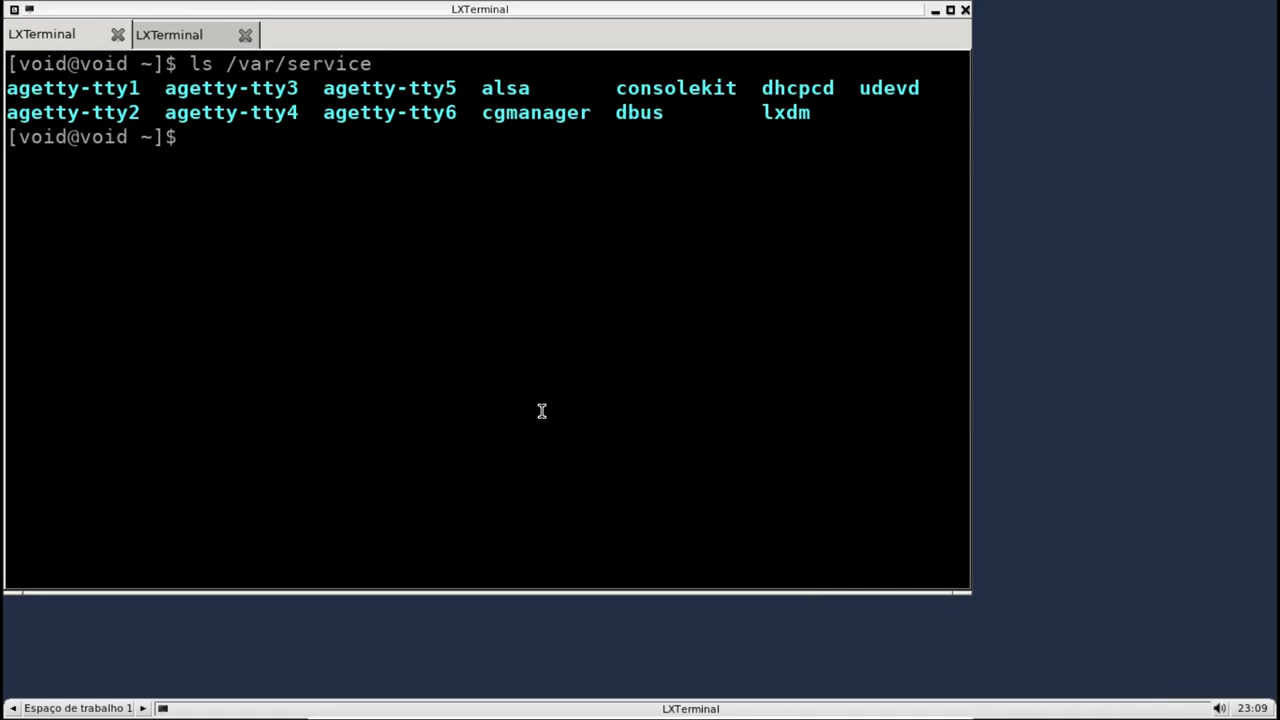 LXTerminal
LXTerminal LXTerminal
[void@void ~]$ ls /var/service
agetty-tty1 agetty-tty3 agetty-tty5 alsa consolekit dhcpcd udevd
agetty-tty2 agetty-tty4 agetty-tty6 cgmanager dbus lxdm
[void@void ~]$
Espaço de trabalho 1 LXTerminal 23:09